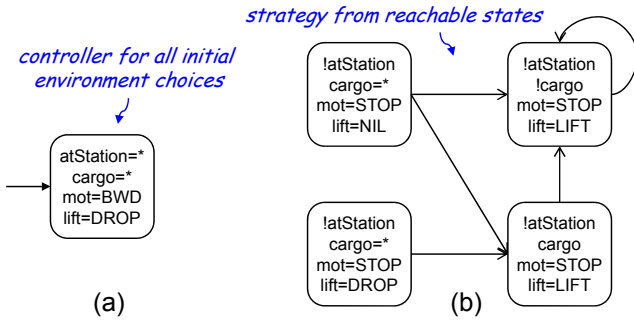 strategy from reachable states
controller for all initial
environment choices
atStation=*
cargo=*
mot=BWD
lift=DROP
(a)
!atStation
cargo=*
mot=STOP
lift=NIL
!atStation
!cargo
mot=STOP
lift=LIFT
!atStation
cargo=*
mot=STOP
lift=DROP
!atStation
cargo
mot=STOP
lift=LIFT
(b)